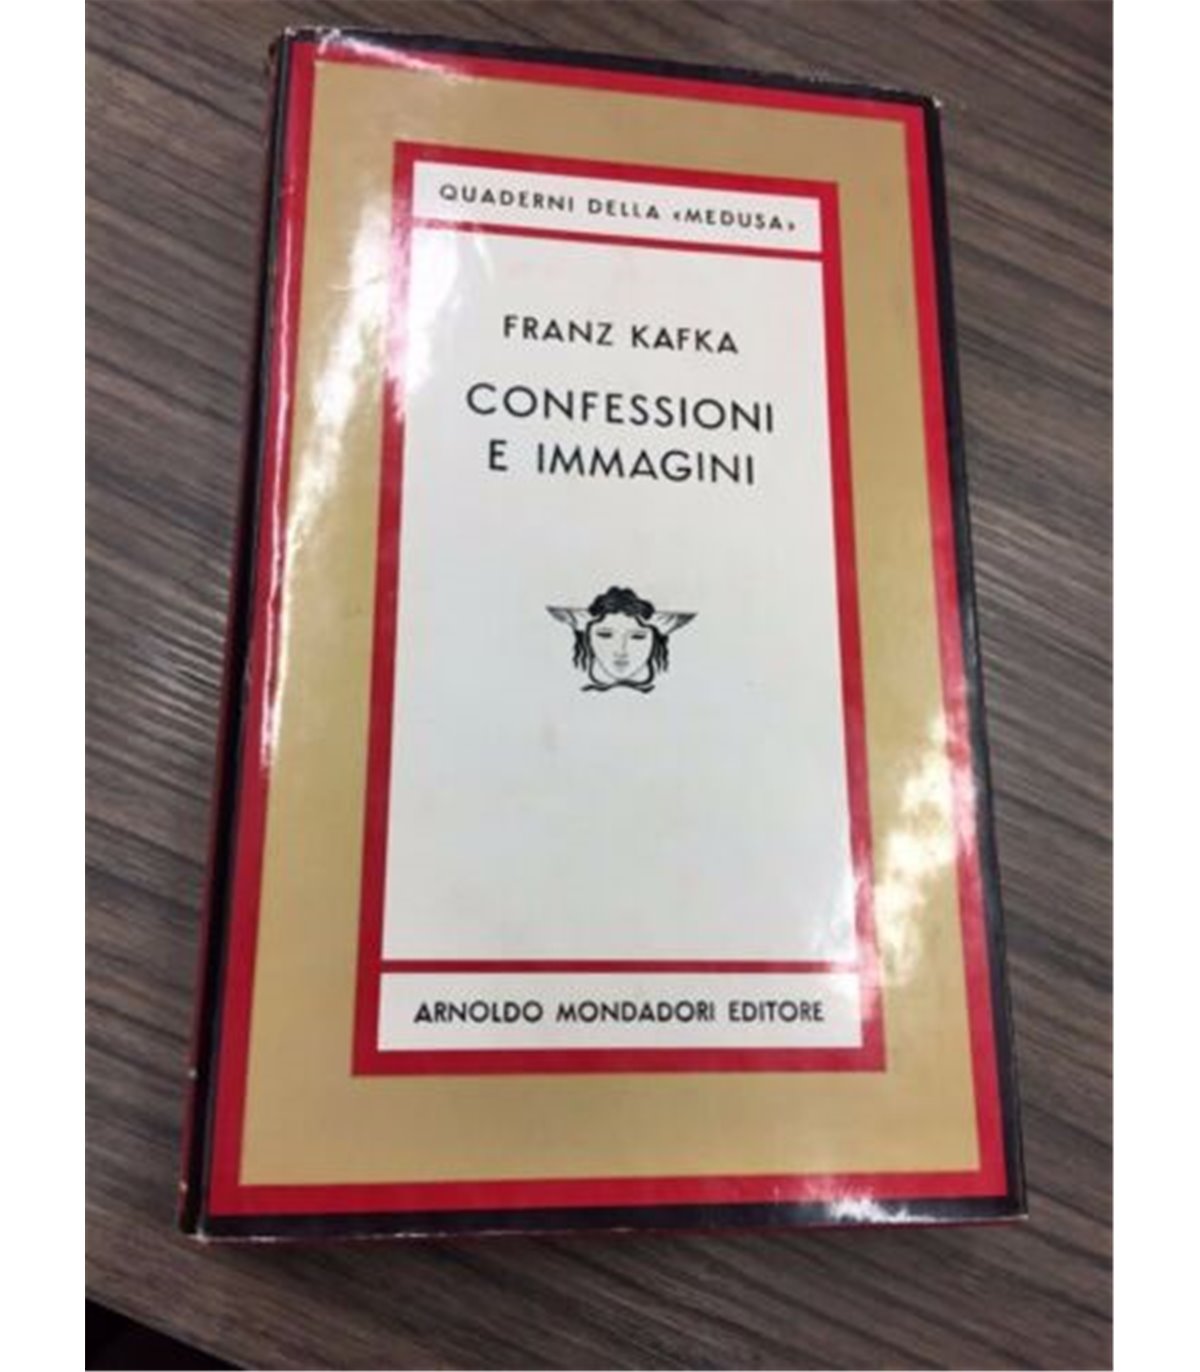 QUADERNI DELLA «MEDUSA»
FRANZ KAFKA
CONFESSIONI
E IMMAGINI
ARNOLDO MONDADORI EDITORE